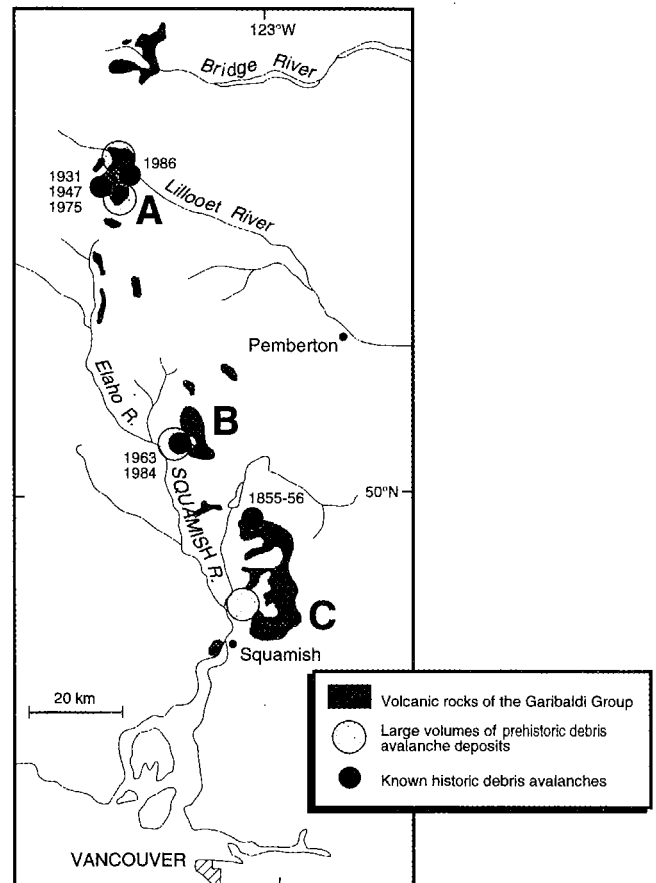 123°W
Bridge River
1986
1931
1947
1975
A
Lillooet River
Pemberton
Elaho R.
B
1963
1984
SQUAMISH R.
1855-56
50°N
C
Squamish
20 km
Volcanic rocks of the Garibaldi Group
Large volumes of prehistoric debris
avalanche deposits
Known historic debris avalanches
VANCOUVER